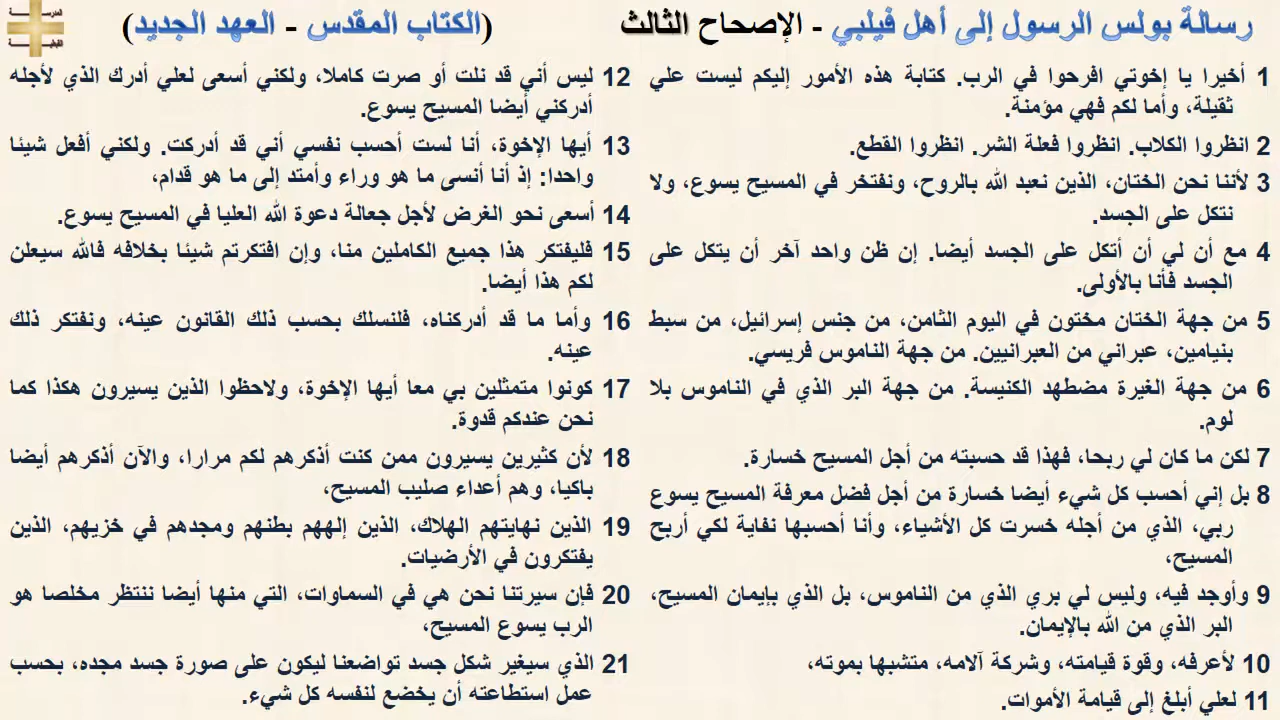 رسالة بولس الرسول إلى أهل فيلبي - الإصحاح الثالث
(الكتاب المقدس - العهد الجديد)
1 أخيرا يا إخوتي افرحوا في الرب. كتابة هذه الأمور إليكم ليست علي
ثقيلة، وأما لكم فهي مؤمنة.
2 انظروا الكلاب. انظروا فعلة الشر. انظروا القطع.
3 لأننا نحن الختان، الذين نعبد الله بالروح، ونفتخر في المسيح يسوع، ولا
نتكل على الجسد.
4 مع أن لي أن أتكل على الجسد أيضا. إن ظن واحد آخر أن يتكل على
الجسد فأنا بالأولى.
5 من جهة الختان مختون في اليوم الثامن، من جنس إسرائيل، من سبط
بنيامين، عبراني من العبرانيين. من جهة الناموس فريسي.
6 من جهة الغيرة مضطهد الكنيسة. من جهة البر الذي في الناموس بلا
لوم.
7 لكن ما كان لي ربحا، فهذا قد حسبته من أجل المسيح خسارة.
8 بل إني أحسب كل شيء أيضا خسارة من أجل فضل معرفة المسيح يسوع
ربي، الذي من أجله خسرت كل الأشياء، وأنا أحسبها نفاية لكي أربح
المسيح،
9 وأوجد فيه، وليس لي بري الذي من الناموس، بل الذي بإيمان المسيح،
البر الذي من الله بالإيمان.
10 لأعرفه، وقوة قيامته، وشركة آلامه، متشبها بموته،
11 لعلي أبلغ إلى قيامة الأموات.
12 ليس أني قد نلت أو صرت كاملا، ولكني أسعى لعلي أدرك الذي لأجله
أدركني أيضا المسيح يسوع.
13 أيها الإخوة، أنا لست أحسب نفسي أني قد أدركت. ولكني أفعل شيئا
واحدا: إذ أنا أنسى ما هو وراء وأمتد إلى ما هو قدام،
14 أسعى نحو الغرض لأجل جعالة دعوة الله العليا في المسيح يسوع.
15 فليفتكر هذا جميع الكاملين منا، وإن افتكرتم شيئا بخلافه فالله سيعلن
لكم هذا أيضا.
16 وأما ما قد أدركناه، فلنسلك بحسب ذلك القانون عينه، ونفتكر ذلك
عينه.
17 كونوا متمثلين بي معا أيها الإخوة، ولاحظوا الذين يسيرون هكذا كما
نحن عندكم قدوة.
18 لأن كثيرين يسيرون ممن كنت أذكرهم لكم مرارا، والآن أذكرهم أيضا
باكيا، وهم أعداء صليب المسيح،
19 الذين نهايتهم الهلاك، الذين إلههم بطنهم ومجدهم في خزيهم، الذين
يفتكرون في الأرضيات.
20 فإن سيرتنا نحن هي في السماوات، التي منها أيضا ننتظر مخلصا هو
الرب يسوع المسيح،
21 الذي سيغير شكل جسد تواضعنا ليكون على صورة جسد مجده، بحسب
عمل استطاعته أن يخضع لنفسه كل شيء.